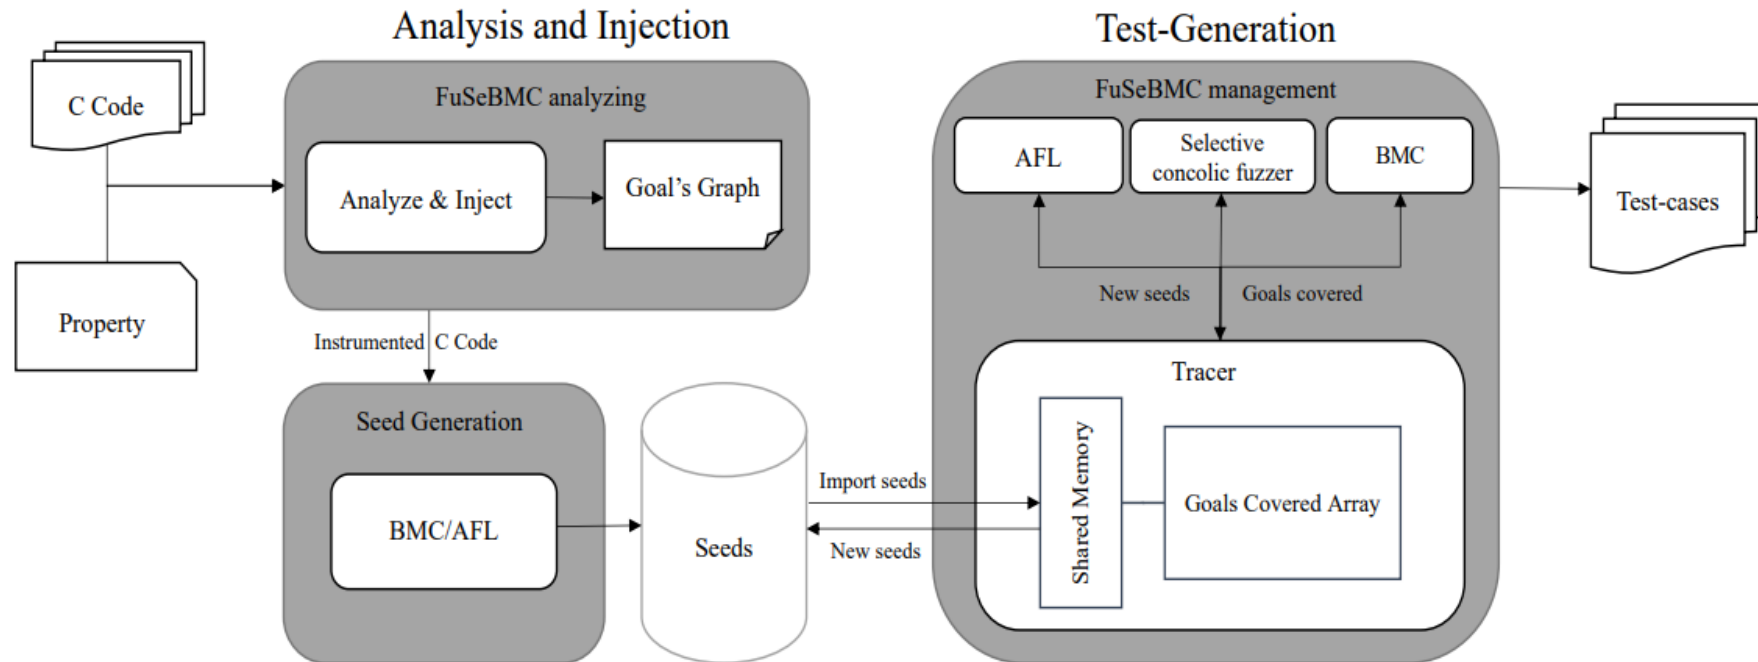 Analysis and Injection
Test-Generation
C Code
Property
FuSeBMC analyzing
Analyze & Inject
Goal’s Graph
Instrumented C Code
Seed Generation
BMC/AFL
Seeds
Import seeds
New seeds
FuSeBMC management
AFL
Selective
concolic fuzzer
BMC
New seeds
Goals covered
Tracer
Shared Memory
Goals Covered Array
Test-cases